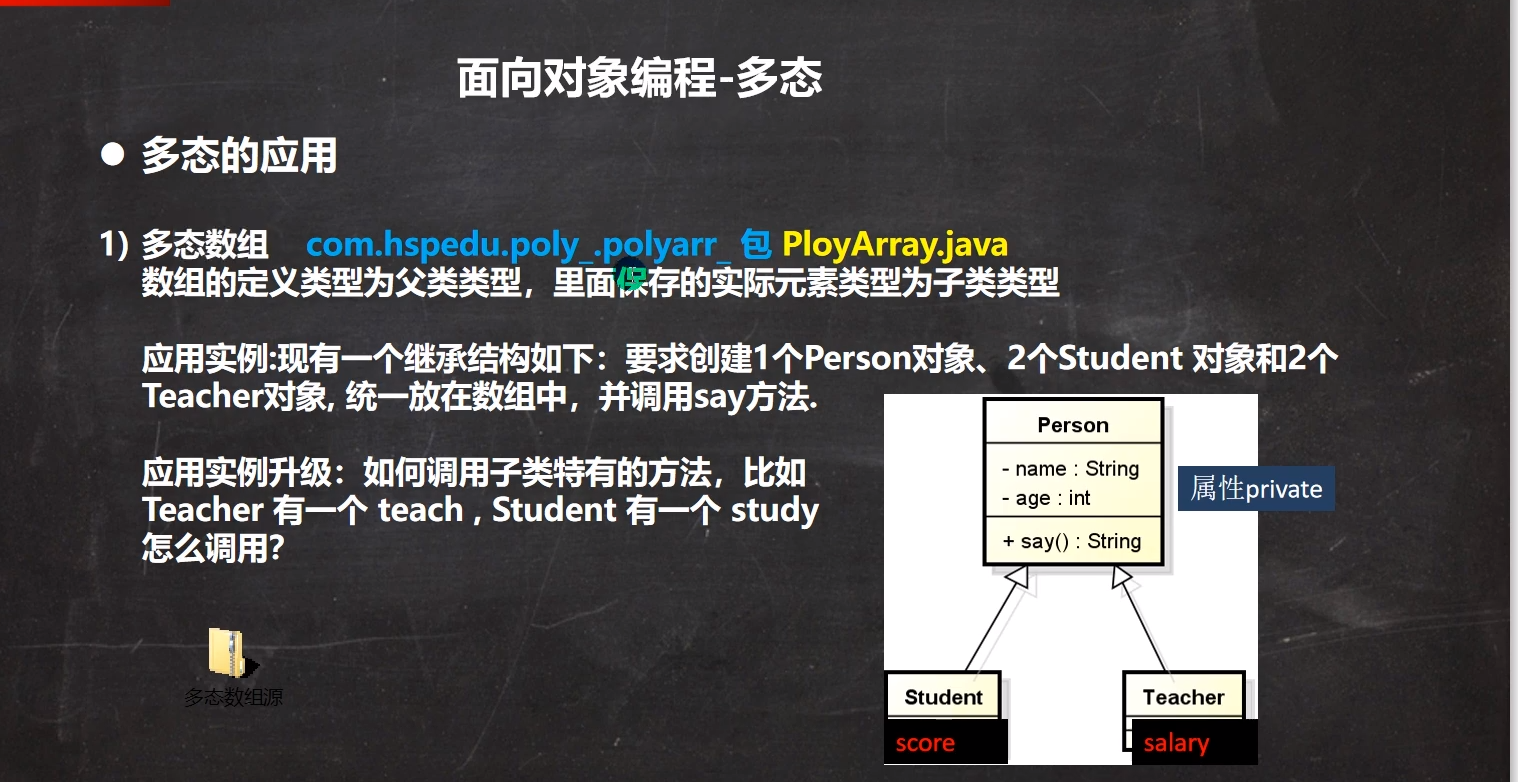 面向对象编程-多态
● 多态的应用
1) 多态数组 com.hspedu.poly_.polyarr_ 包 PloyArray.java
数组的定义类型为父类类型，里面保存的实际元素类型为子类类型
应用实例:现有一个继承结构如下：要求创建1个Person对象、2个Student 对象和2个
Teacher对象, 统一放在数组中，并调用say方法.
应用实例升级：如何调用子类特有的方法，比如
Teacher 有一个 teach , Student 有一个 study
怎么调用？
Person
- name : String
- age : int
+ say() : String
属性private
Student
score
Teacher
salary
多态数组源